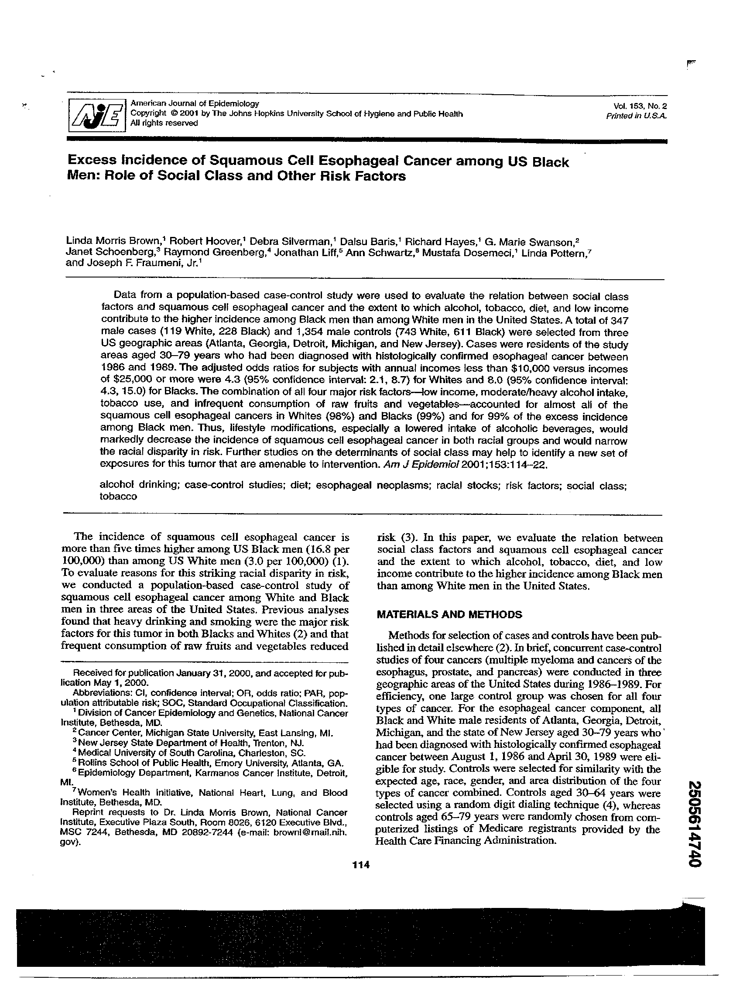 AJE
American Journal of Epidemiology
Copyright © 2001 by The Johns Hopkins University School of Hygiene and Public Health
All rights reserved
Vol. 153, No. 2
Printed in U.S.A.
Excess Incidence of Squamous Cell Esophageal Cancer among US Black
Men: Role of Social Class and Other Risk Factors
Linda Morris Brown,1 Robert Hoover,1 Debra Silverman,1 Dalsu Baris,1 Richard Hayes,1 G. Marie Swanson,2
Janet Schoenberg,3 Raymond Greenberg,4 Jonathan Liff,5 Ann Schwartz,6 Mustafa Dosemeci,1 Linda Pottern,7
and Joseph F. Fraumeni, Jr.1
Data from a population-based case-control study were used to evaluate the relation between social class
factors and squamous cell esophageal cancer and the extent to which alcohol, tobacco, diet, and low income
contribute to the higher incidence among Black men than among White men in the United States. A total of 347
male cases (119 White, 228 Black) and 1,354 male controls (743 White, 611 Black) were selected from three
US geographic areas (Atlanta, Georgia, Detroit, Michigan, and New Jersey). Cases were residents of the study
areas aged 30–79 years who had been diagnosed with histologically confirmed esophageal cancer between
1986 and 1989. The adjusted odds ratios for subjects with annual incomes less than $10,000 versus incomes
of $25,000 or more were 4.3 (95% confidence interval: 2.1, 8.7) for Whites and 8.0 (95% confidence interval:
4.3, 15.0) for Blacks. The combination of all four major risk factors—low income, moderate/heavy alcohol intake,
tobacco use, and infrequent consumption of raw fruits and vegetables—accounted for almost all of the
squamous cell esophageal cancers in Whites (98%) and Blacks (99%) and for 99% of the excess incidence
among Black men. Thus, lifestyle modifications, especially a lowered intake of alcoholic beverages, would
markedly decrease the incidence of squamous cell esophageal cancer in both racial groups and would narrow
the racial disparity in risk. Further studies on the determinants of social class may help to identify a new set of
exposures for this tumor that are amenable to intervention. Am J Epidemiol 2001;153:114–22.
alcohol drinking; case-control studies; diet; esophageal neoplasms; racial stocks; risk factors; social class;
tobacco
The incidence of squamous cell esophageal cancer is
more than five times higher among US Black men (16.8 per
100,000) than among US White men (3.0 per 100,000) (1).
To evaluate reasons for this striking racial disparity in risk,
we conducted a population-based case-control study of
squamous cell esophageal cancer among White and Black
men in three areas of the United States. Previous analyses
found that heavy drinking and smoking were the major risk
factors for this tumor in both Blacks and Whites (2) and that
frequent consumption of raw fruits and vegetables reduced
Received for publication January 31, 2000, and accepted for pub-
lication May 1, 2000.
Abbreviations: CI, confidence interval; OR, odds ratio; PAR, pop-
ulation attributable risk; SOC, Standard Occupational Classification.
1 Division of Cancer Epidemiology and Genetics, National Cancer
Institute, Bethesda, MD.
2 Cancer Center, Michigan State University, East Lansing, MI.
3 New Jersey State Department of Health, Trenton, NJ.
4 Medical University of South Carolina, Charleston, SC.
5 Rollins School of Public Health, Emory University, Atlanta, GA.
6 Epidemiology Department, Karmanos Cancer Institute, Detroit,
MI.
7 Women's Health Initiative, National Heart, Lung, and Blood
Institute, Bethesda, MD.
Reprint requests to Dr. Linda Morris Brown, National Cancer
Institute, Executive Plaza South, Room 8026, 6120 Executive Blvd.,
MSC 7244, Bethesda, MD 20892-7244 (e-mail: brownl@mail.nih.
gov).
risk (3). In this paper, we evaluate the relation between
social class factors and squamous cell esophageal cancer
and the extent to which alcohol, tobacco, diet, and low
income contribute to the higher incidence among Black men
than among White men in the United States.
MATERIALS AND METHODS
Methods for selection of cases and controls have been pub-
lished in detail elsewhere (2). In brief, concurrent case-control
studies of four cancers (multiple myeloma and cancers of the
esophagus, prostate, and pancreas) were conducted in three
geographic areas of the United States during 1986–1989. For
efficiency, one large control group was chosen for all four
types of cancer. For the esophageal cancer component, all
Black and White male residents of Atlanta, Georgia, Detroit,
Michigan, and the state of New Jersey aged 30–79 years who
had been diagnosed with histologically confirmed esophageal
cancer between August 1, 1986 and April 30, 1989 were eli-
gible for study. Controls were selected for similarity with the
expected age, race, gender, and area distribution of the four
types of cancer combined. Controls aged 30–64 years were
selected using a random digit dialing technique (4), whereas
controls aged 65–79 years were randomly chosen from com-
puterized listings of Medicare registrants provided by the
Health Care Financing Administration.
114
2505614740